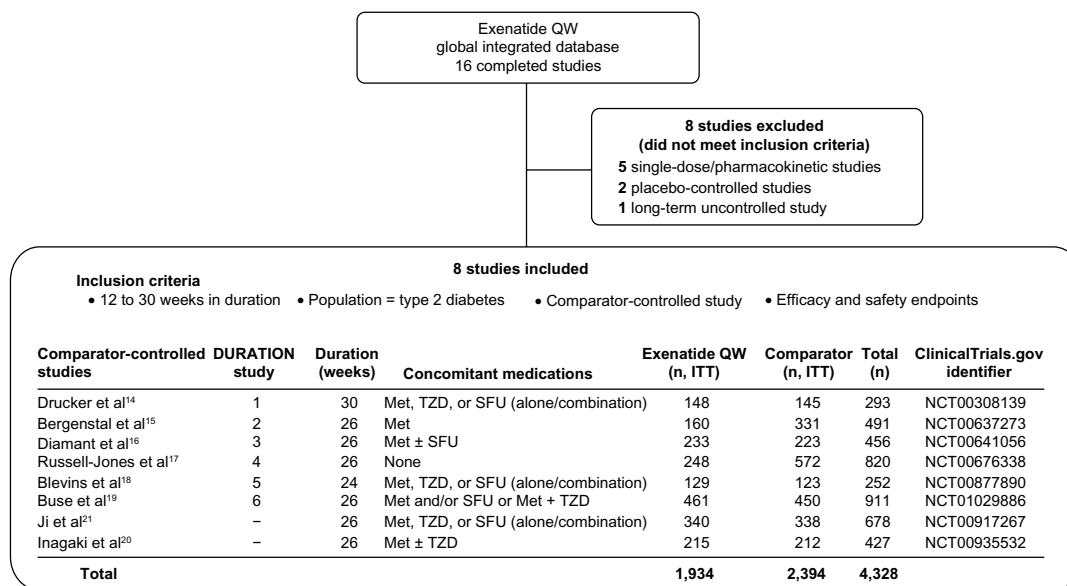 Exenatide QW
global integrated database
16 completed studies
8 studies excluded
(did not meet inclusion criteria)
5 single-dose/pharmacokinetic studies
2 placebo-controlled studies
1 long-term uncontrolled study
8 studies included
Inclusion criteria
• 12 to 30 weeks in duration • Population = type 2 diabetes • Comparator-controlled study • Efficacy and safety endpoints
Comparator-controlled DURATION Duration Exenatide QW Comparator Total ClinicalTrials.gov
studies study (weeks) Concomitant medications (n, ITT) (n, ITT) (n) identifier
Drucker et al14 1 30 Met, TZD, or SFU (alone/combination) 148 145 293 NCT00308139
Bergenstal et al15 2 26 Met 160 331 491 NCT00637273
Diamant et al16 3 26 Met ± SFU 233 223 456 NCT00641056
Russell-Jones et al17 4 26 None 248 572 820 NCT00676338
Blevins et al18 5 24 Met, TZD, or SFU (alone/combination) 129 123 252 NCT00877890
Buse et al19 6 26 Met and/or SFU or Met + TZD 461 450 911 NCT01029886
Ji et al21 – 26 Met, TZD, or SFU (alone/combination) 340 338 678 NCT00917267
Inagaki et al20 – 26 Met ± TZD 215 212 427 NCT00935532
Total 1,934 2,394 4,328